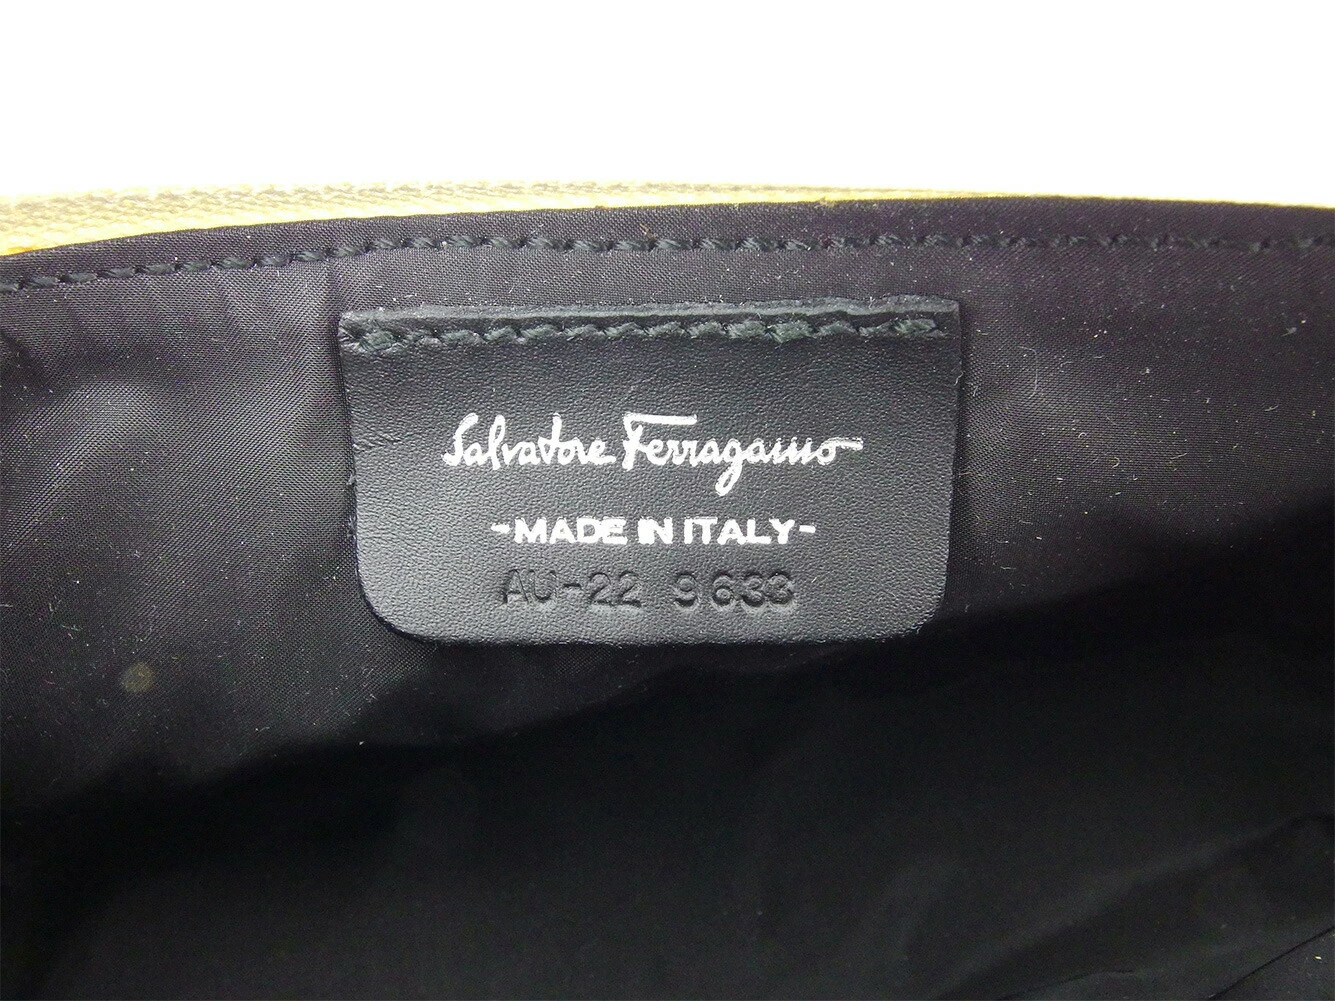 Salvatore Ferragamo
-MADE IN ITALY-
AU-22 9633